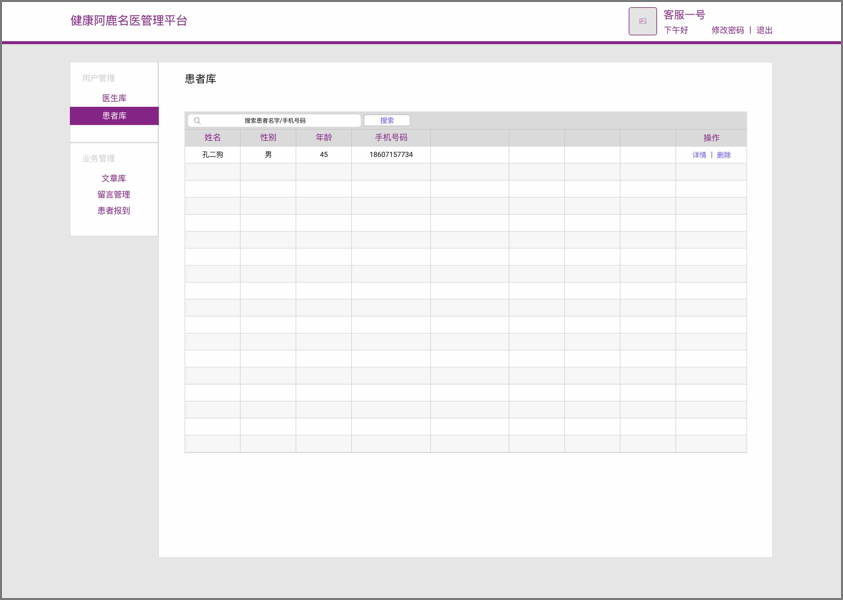 健康阿鹿名医管理平台
客服一号
下午好 修改密码 | 退出
用户管理
医生库
患者库
业务管理
文章库
留言管理
患者报到
患者库
搜索患者名字/手机号码 搜索
姓名 性别 年龄 手机号码 操作
孔二狗 男 45 18607157734 详情 | 删除